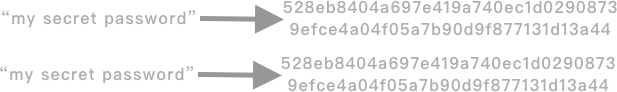 “my secret password”
528eb8404a697e419a740ec1d0290873
9efce4a04f05a7b90d9f877131d13a44
“my secret password”
528eb8404a697e419a740ec1d0290873
9efce4a04f05a7b90d9f877131d13a44